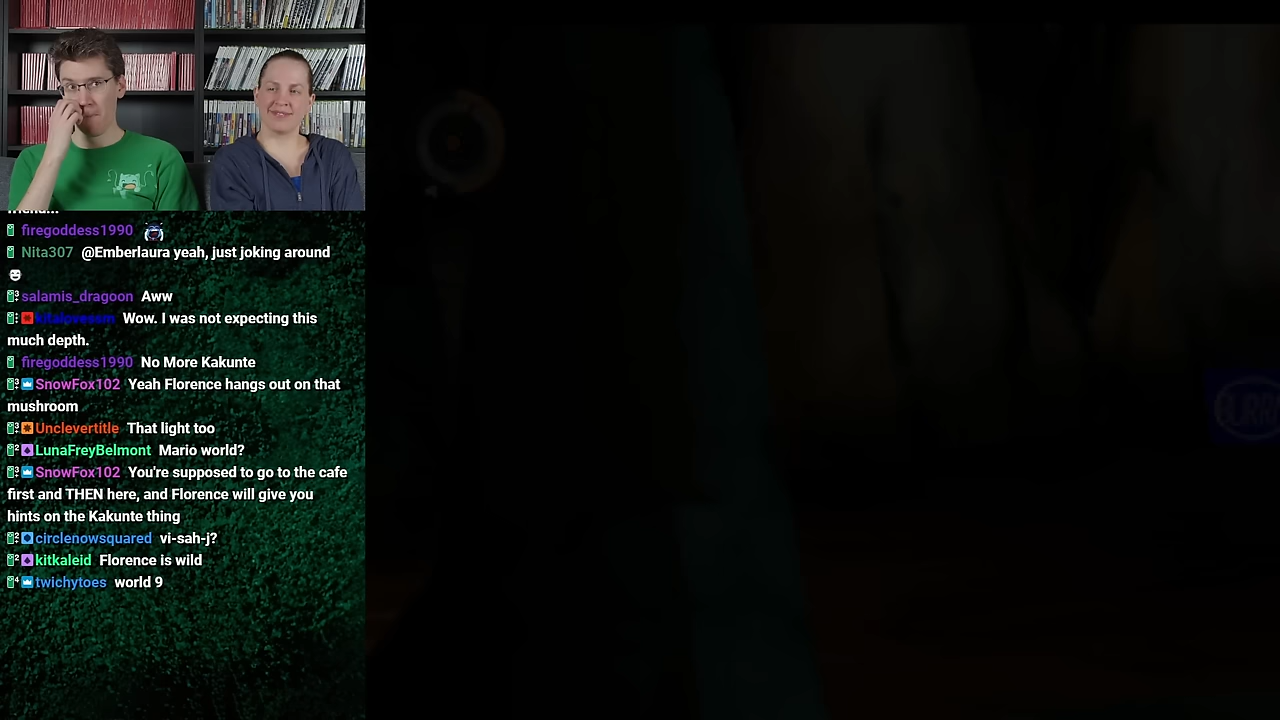 firegoddess1990
Nita307 @Emberlaura yeah, just joking around
salamis_dragoon Aww
Wow. I was not expecting this
much depth.
firegoddess1990 No More Kakunte
SnowFox102 Yeah Florence hangs out on that
mushroom
Unclevertitle That light too
LunaFreyBelmont Mario world?
SnowFox102 You're supposed to go to the cafe
first and THEN here, and Florence will give you
hints on the Kakunte thing
circlenowsquared vi-sah-j?
kitkaleid Florence is wild
twichytoes world 9